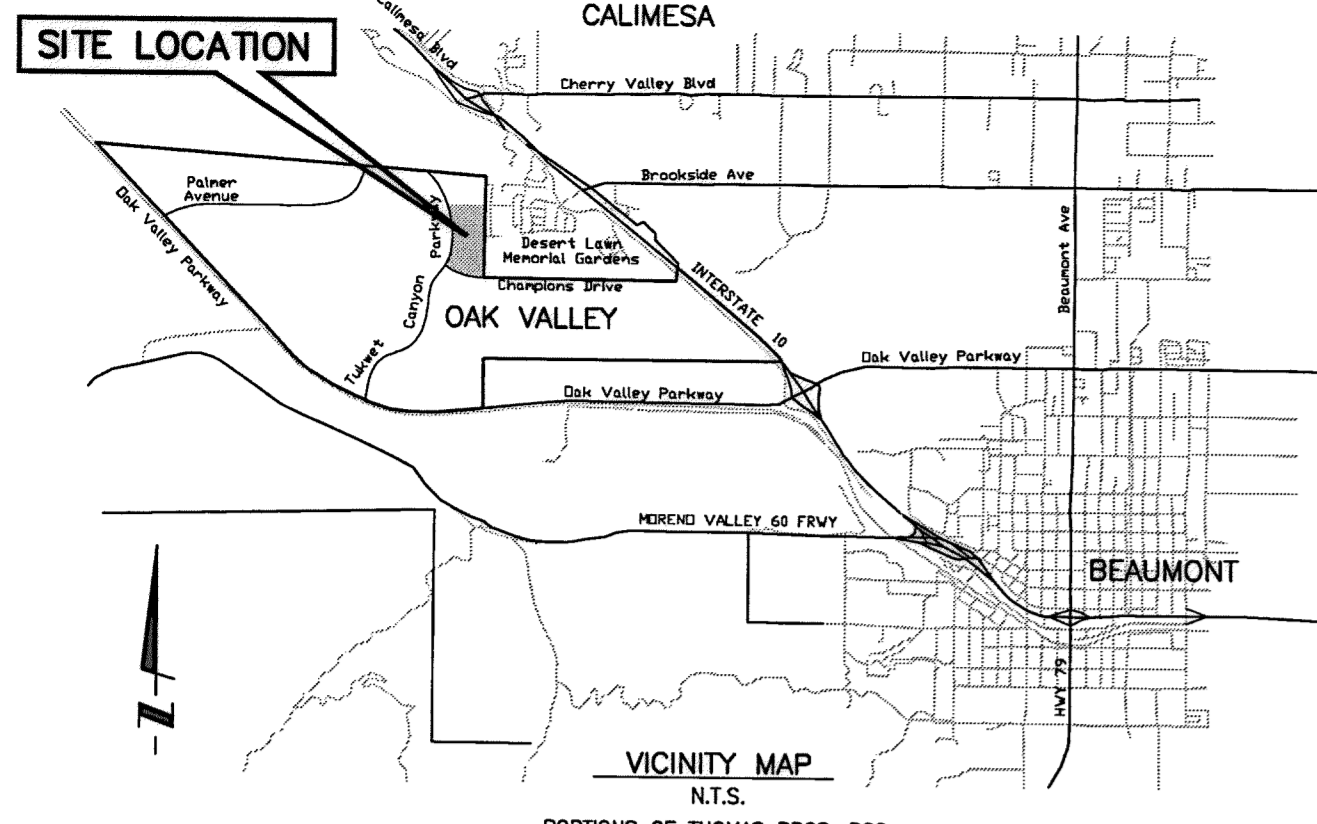 CALIMESA
Calimesa Blvd
SITE LOCATION
Cherry Valley Blvd
Brookside Ave
Palmer
Avenue
Oak Valley Parkway
Tukwet Canyon Parkway
Desert Lawn
Memorial Gardens
Champions Drive
INTERSTATE 10
Beaumont Ave
OAK VALLEY
Oak Valley Parkway
Oak Valley Parkway
MORENO VALLEY 60 FRWY
BEAUMONT
HWY 79
N
VICINITY MAP
N.T.S.